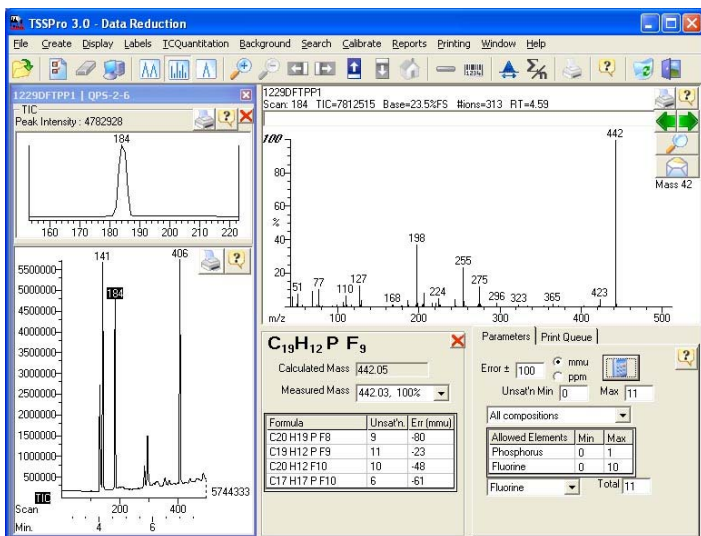 TSSPro 3.0 - Data Reduction
File Create Display Labels TCQuantitation Background Search Calibrate Reports Printing Window Help
1229DFTPP1 | QPS-2-6
TIC
Peak Intensity : 4782928
184
160 170 180 190 200 210 220
141 406
184
5500000
5000000
4500000
4000000
3500000
3000000
2500000
2000000
1500000
1000000
500000
TIC
5744333
Scan 200 400
Min. 4 6
1229DFTPP1
Scan: 184 TIC=7812515 Base=23.5%FS #ions=313 RT=4.59
100
80
60
%
40
20
442
198
255
51 77 110 127 168 224 275 296 323 365 423
m/z 100 200 300 400 500
Mass 42
C19H12 P F9
Calculated Mass 442.05
Measured Mass 442.03, 100%
Formula Unsat'n. Err (mmu)
C20 H19 P F8 9 -80
C19 H12 P F9 11 -23
C20 H12 F10 10 -48
C17 H17 P F10 6 -61
Parameters Print Queue
Error ± 100 mmu
ppm
Unsat'n Min 0 Max 11
All compositions
Allowed Elements Min Max
Phosphorus 0 1
Fluorine 0 10
Fluorine Total 11